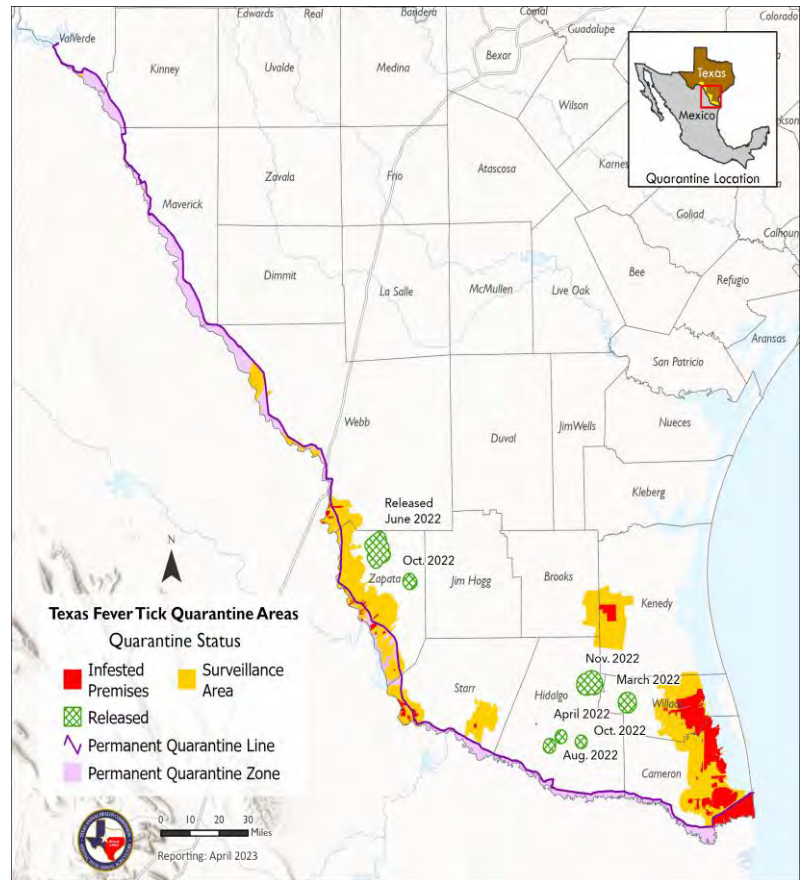 Edwards
Real
Bandera
Comal
Guadalupe
Colorado
ValVerde
Bexar
Kinney
Uvalde
Medina
Texas
Mexico
Quarantine Location
Wilson
Zavala
Frio
Atascosa
Karnes
Maverick
Goliad
Calhoun
Dimmit
La Salle
McMullen
Live Oak
Bee
Refugio
Aransas
San Patricio
Webb
Duval
JimWells
Nueces
Kleberg
Released
June 2022
Oct. 2022
Zapata
Jim Hogg
Brooks
Kenedy
N
Texas Fever Tick Quarantine Areas
Quarantine Status
Infested
Premises
Surveillance
Area
Released
Permanent Quarantine Line
Permanent Quarantine Zone
Nov. 2022
March 2022
Starr
Hidalgo
April 2022
Oct. 2022
Aug. 2022
Cameron
0 5 10 20 30
Miles
Reporting: April 2023